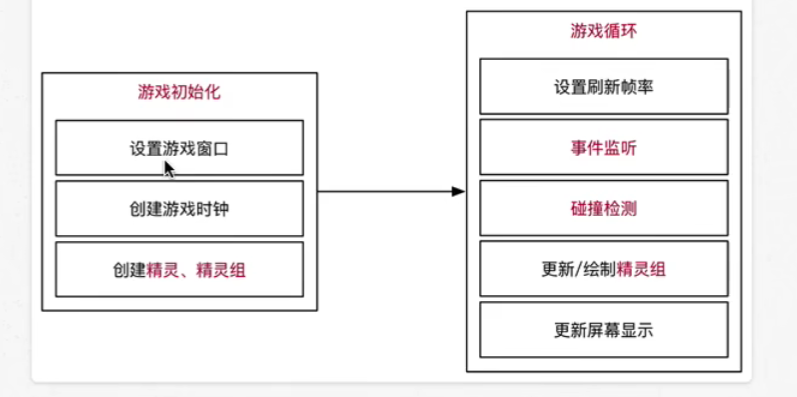 游戏初始化
设置游戏窗口
创建游戏时钟
创建精灵、精灵组
游戏循环
设置刷新帧率
事件监听
碰撞检测
更新/绘制精灵组
更新屏幕显示